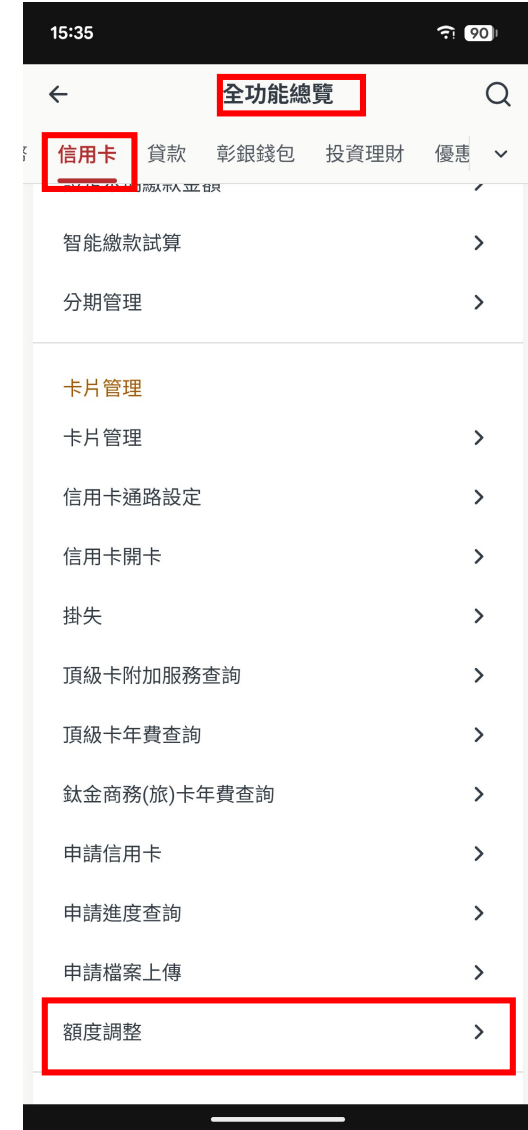 15:35
90
全功能總覽
信用卡 貸款 彰銀錢包 投資理財 優惠
智能繳款試算
分期管理
卡片管理
卡片管理
信用卡通路設定
信用卡開卡
掛失
頂級卡附加服務查詢
頂級卡年費查詢
鈦金商務(旅)卡年費查詢
申請信用卡
申請進度查詢
申請檔案上傳
額度調整